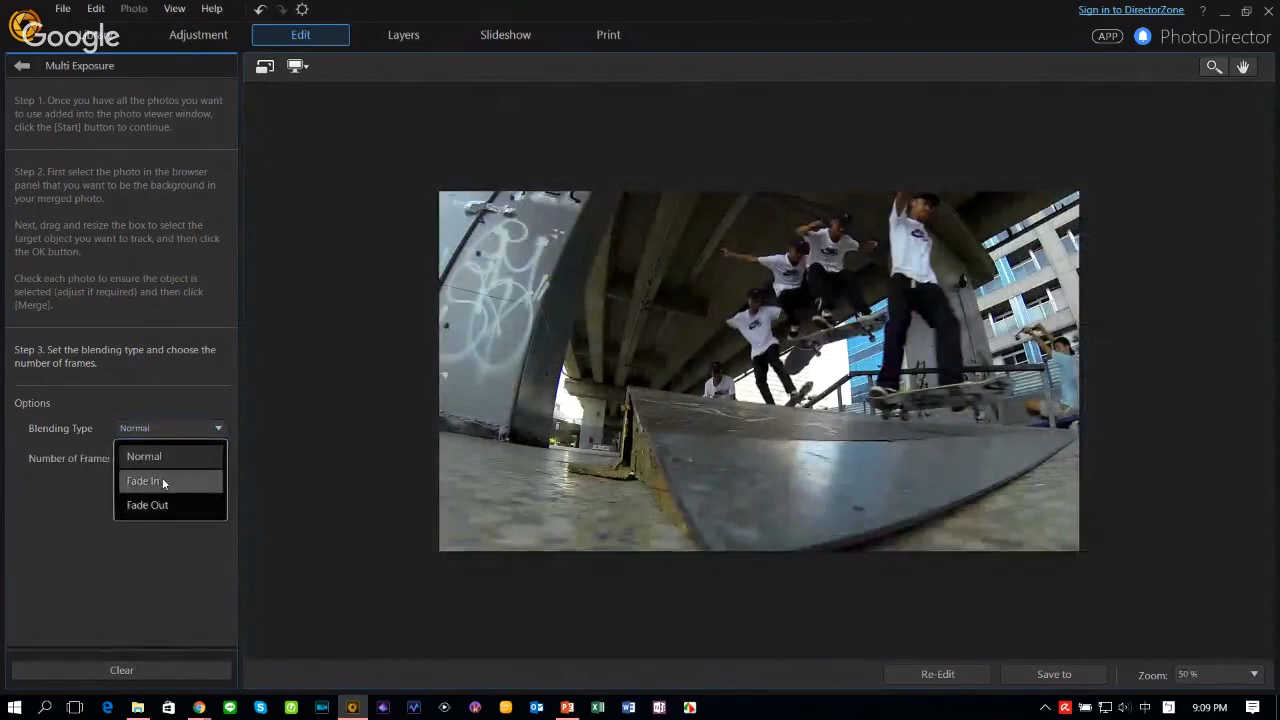 File Edit Photo View Help
Sign in to DirectorZone
?
Google
Adjustment Edit Layers Slideshow Print
APP PhotoDirector
Multi Exposure
Step 1. Once you have all the photos you want
to use added into the photo viewer window,
click the [Start] button to continue.
Step 2. First select the photo in the browser
panel that you want to be the background in
your merged photo.
Next, drag and resize the box to select the
target object you want to track, and then click
the OK button.
Check each photo to ensure the object is
selected (adjust if required) and then click
[Merge].
Step 3. Set the blending type and choose the
number of frames.
Options
Blending Type Normal
Number of Frames
Normal
Fade In
Fade Out
Clear
Re-Edit Save to Zoom: 50 %
中 9:09 PM